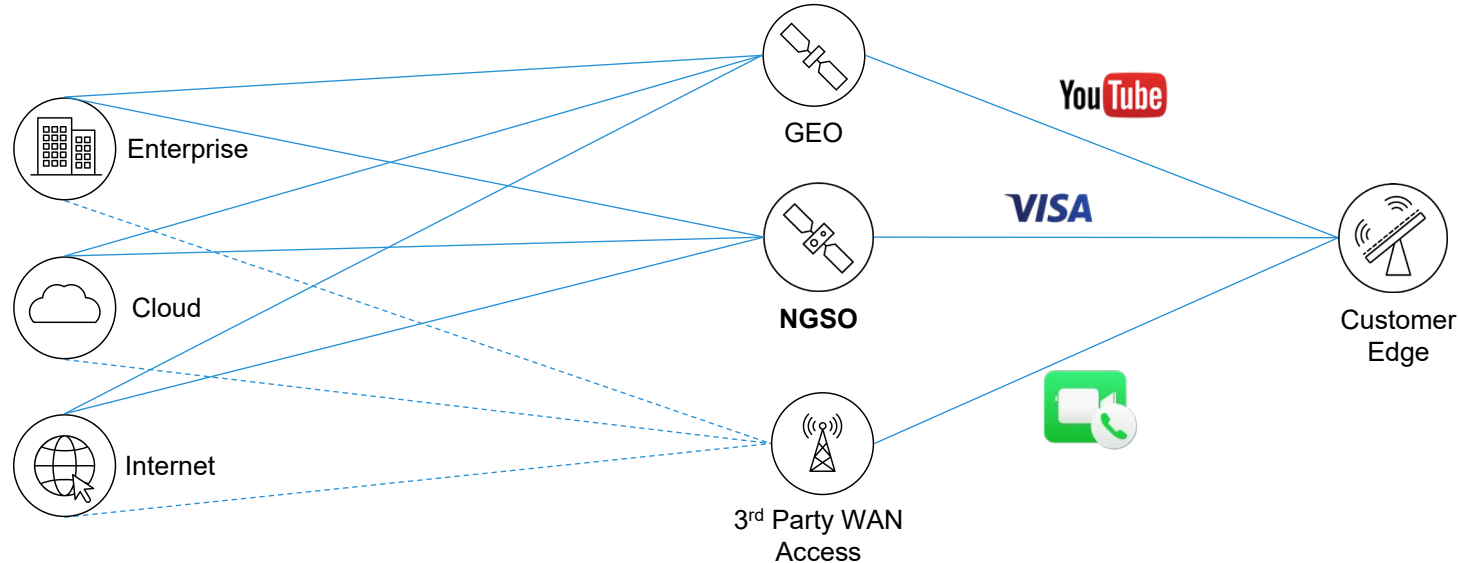 Enterprise
Cloud
Internet
GEO
NGSO
3rd Party WAN
Access
YouTube
VISA
Customer
Edge